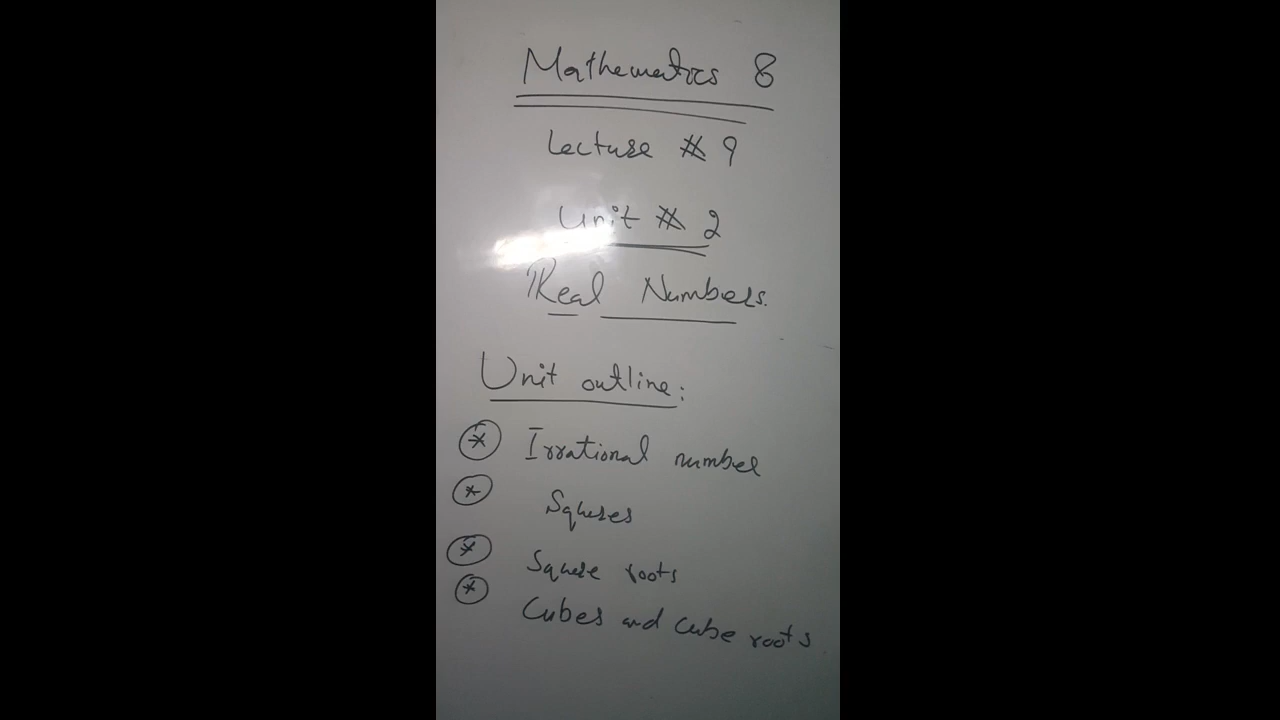 Mathematics 8
Lecture # 9
Unit # 2
Real Numbers.
Unit outline:
* Irrational number
* Squares
* Square roots
* Cubes and cube roots